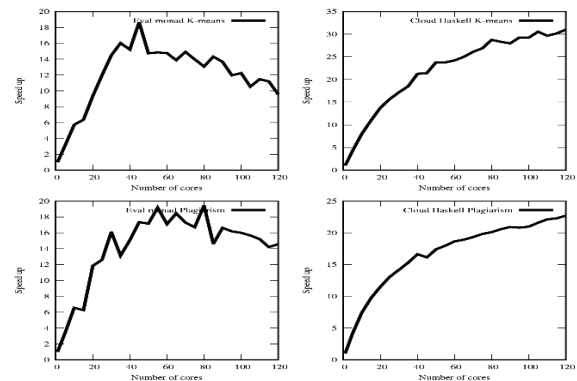 Eval monad K-means
20
18
16
14
12
10
8
6
4
2
0
0 20 40 60 80 100 120
Speed up
Number of cores
Cloud Haskell K-means
35
30
25
20
15
10
5
0
0 20 40 60 80 100 120
Speed up
Number of cores
Eval monad Plagiarism
20
18
16
14
12
10
8
6
4
2
0
0 20 40 60 80 100 120
Speed up
Number of cores
Cloud Haskell Plagiarism
25
20
15
10
5
0
0 20 40 60 80 100 120
Speed up
Number of cores